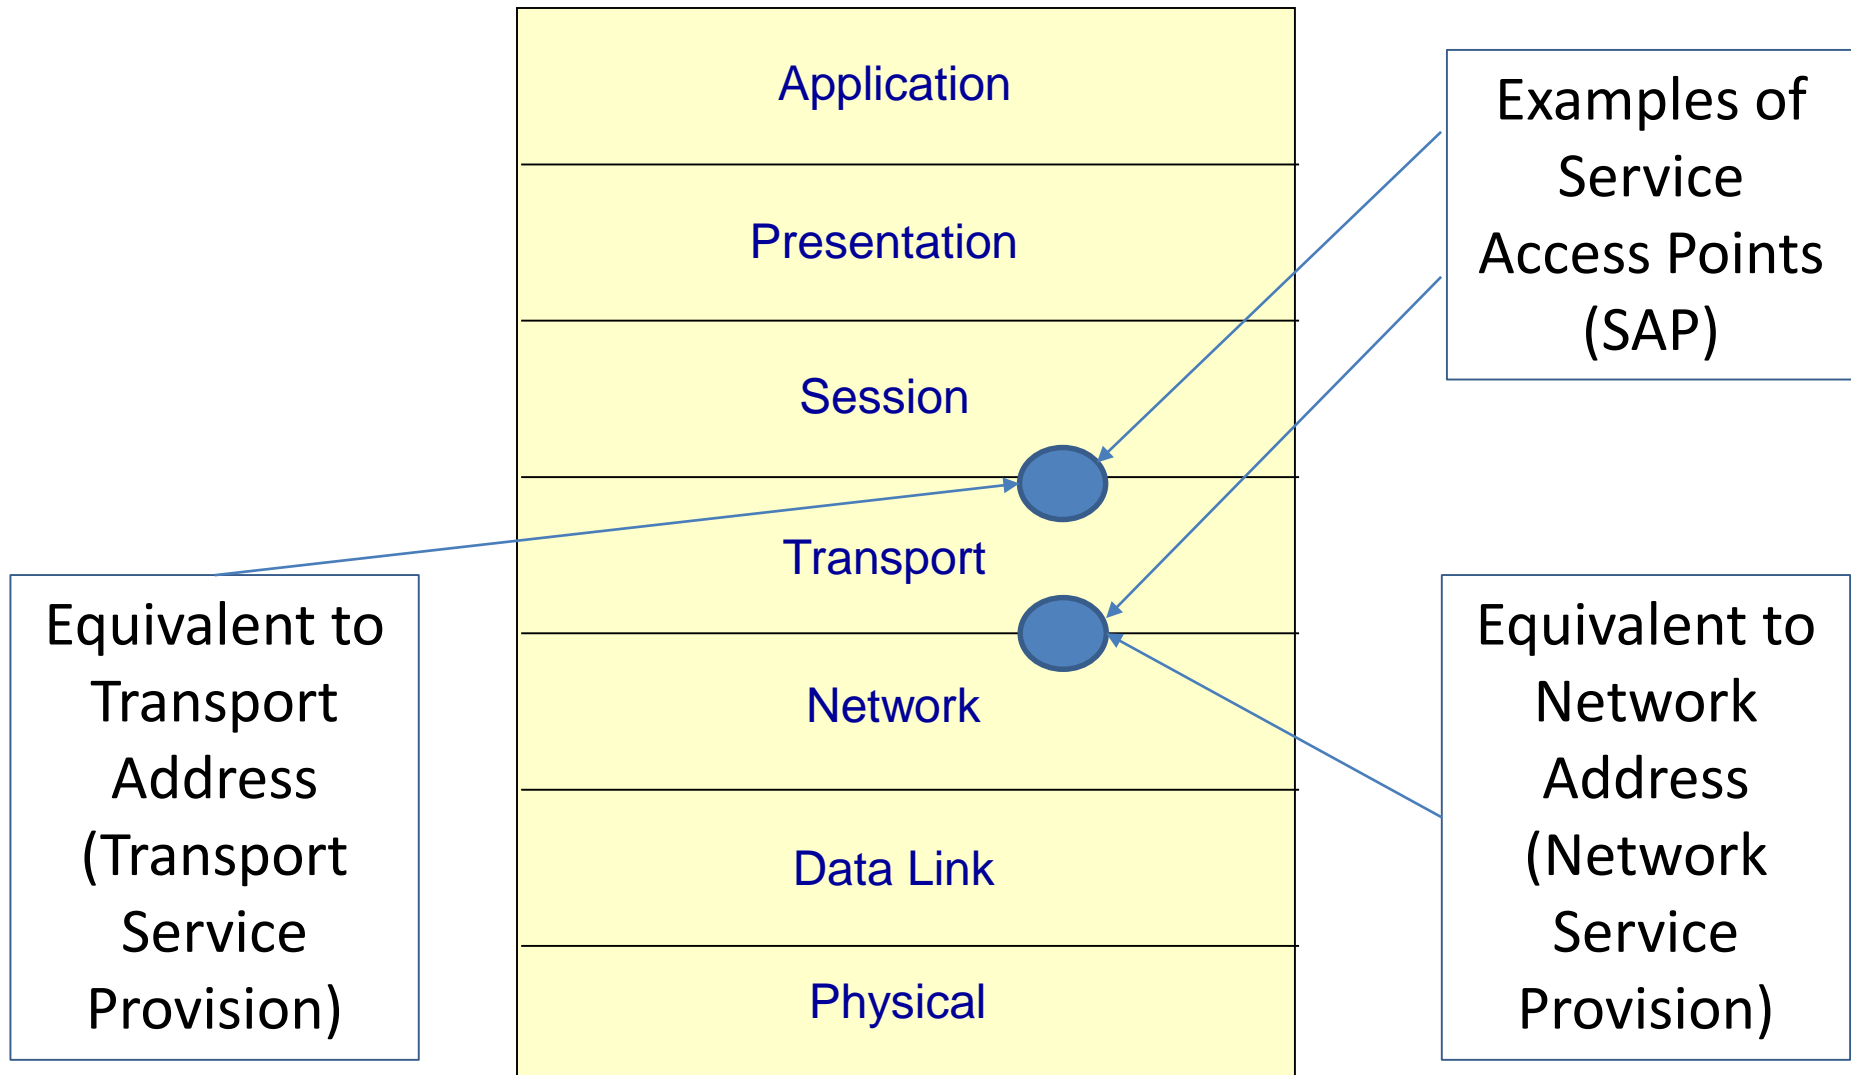 Application
Presentation
Session
Transport
Network
Data Link
Physical
Examples of
Service
Access Points
(SAP)
Equivalent to
Transport
Address
(Transport
Service
Provision)
Equivalent to
Network
Address
(Network
Service
Provision)